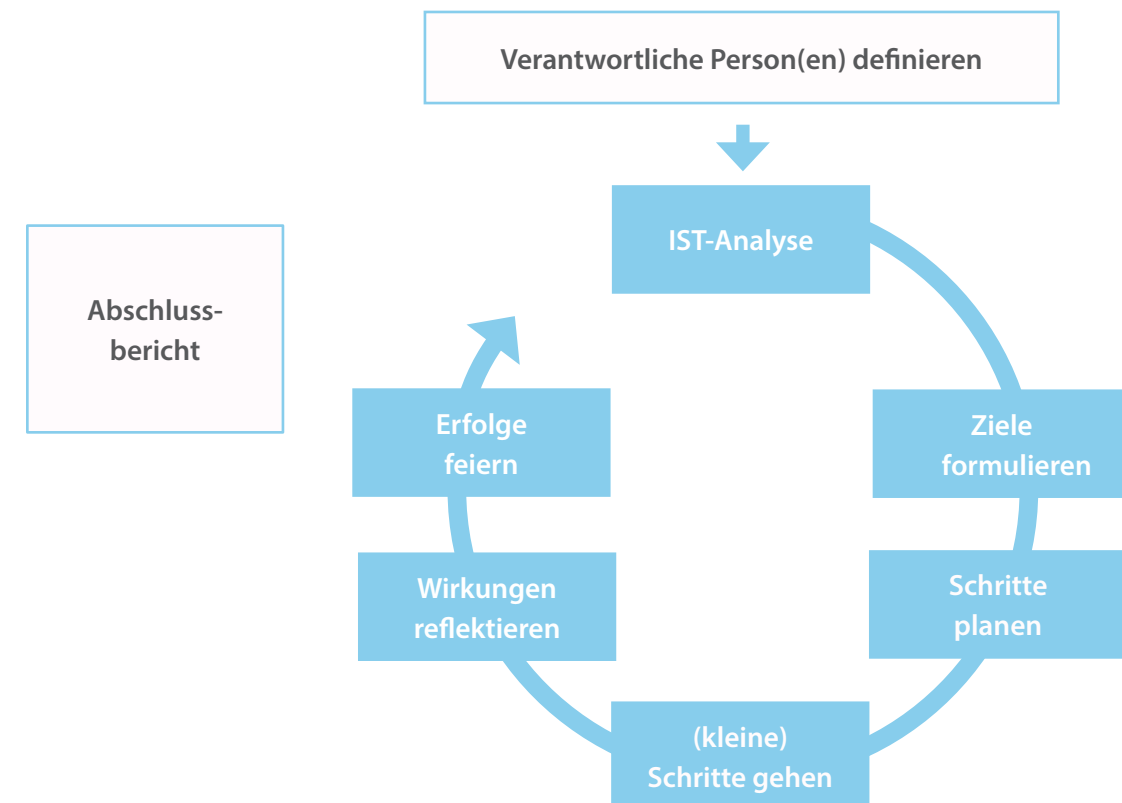 Verantwortliche Person(en) definieren
IST-Analyse
Abschluss-
bericht
Erfolge
feiern
Ziele
formulieren
Wirkungen
reflektieren
Schritte
planen
(kleine)
Schritte gehen